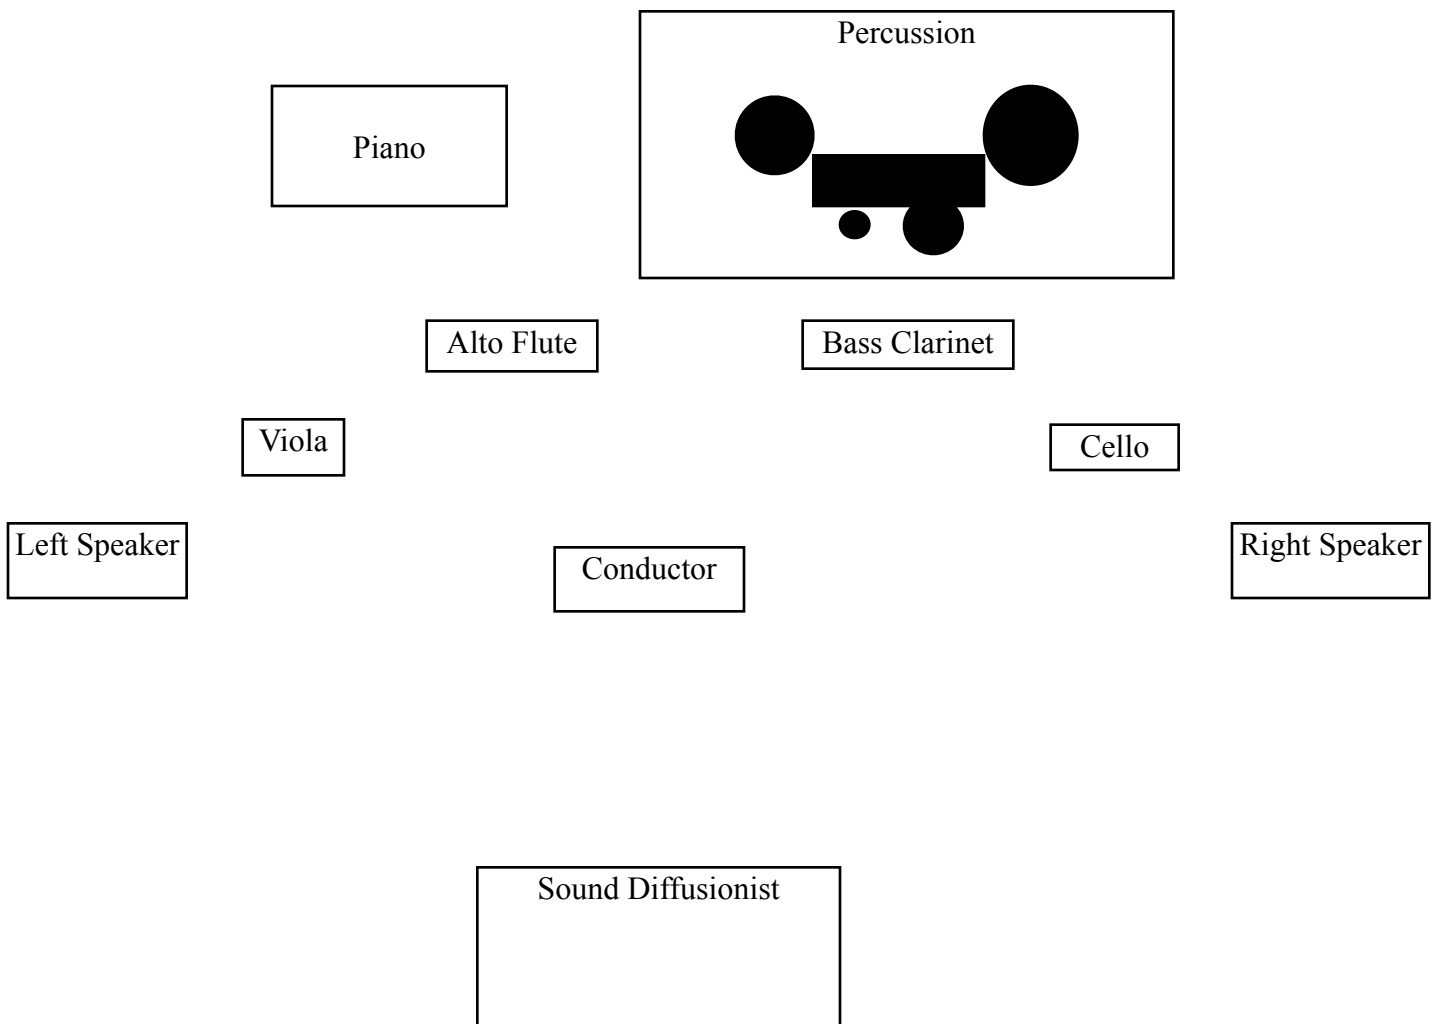 Percussion
Piano
Alto Flute
Bass Clarinet
Viola
Cello
Left Speaker
Conductor
Right Speaker
Sound Diffusionist